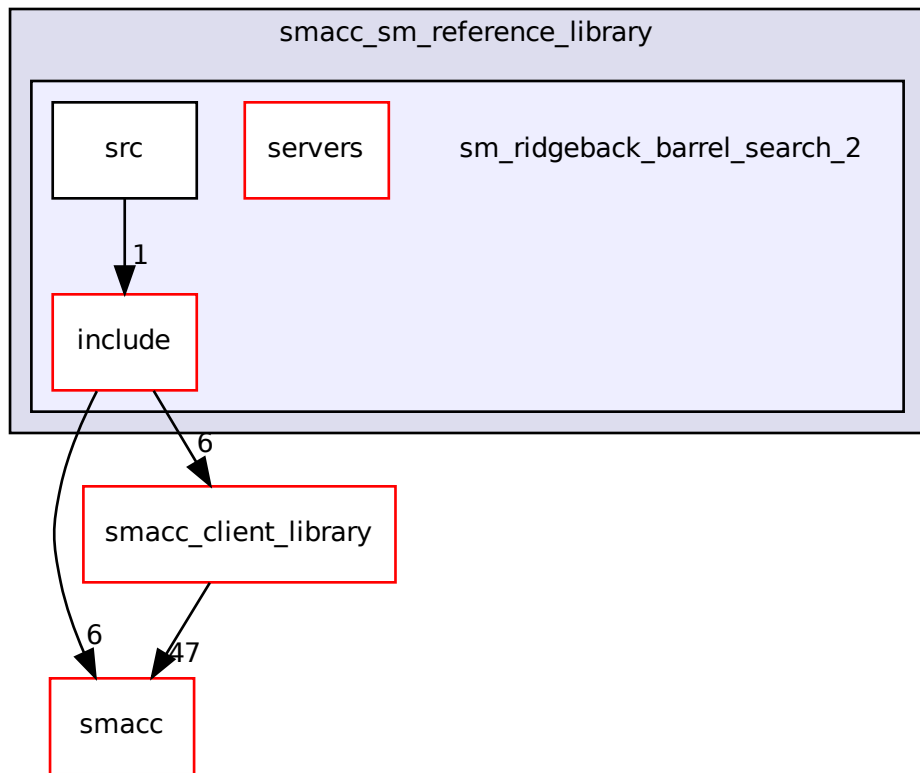 smacc_sm_reference_library
src
servers
sm_ridgeback_barrel_search_2
1
include
6
smacc_client_library
6
47
smacc